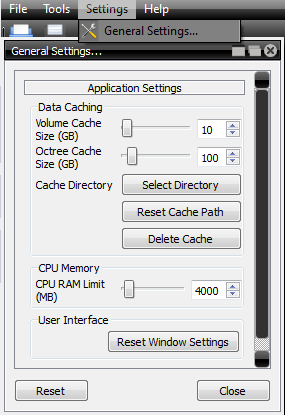 File Tools Settings Help
General Settings...
General Settings...
Application Settings
Data Caching
Volume Cache
Size (GB)
10
Octree Cache
Size (GB)
100
Cache Directory
Select Directory
Reset Cache Path
Delete Cache
CPU Memory
CPU RAM Limit
(MB)
4000
User Interface
Reset Window Settings
Reset
Close